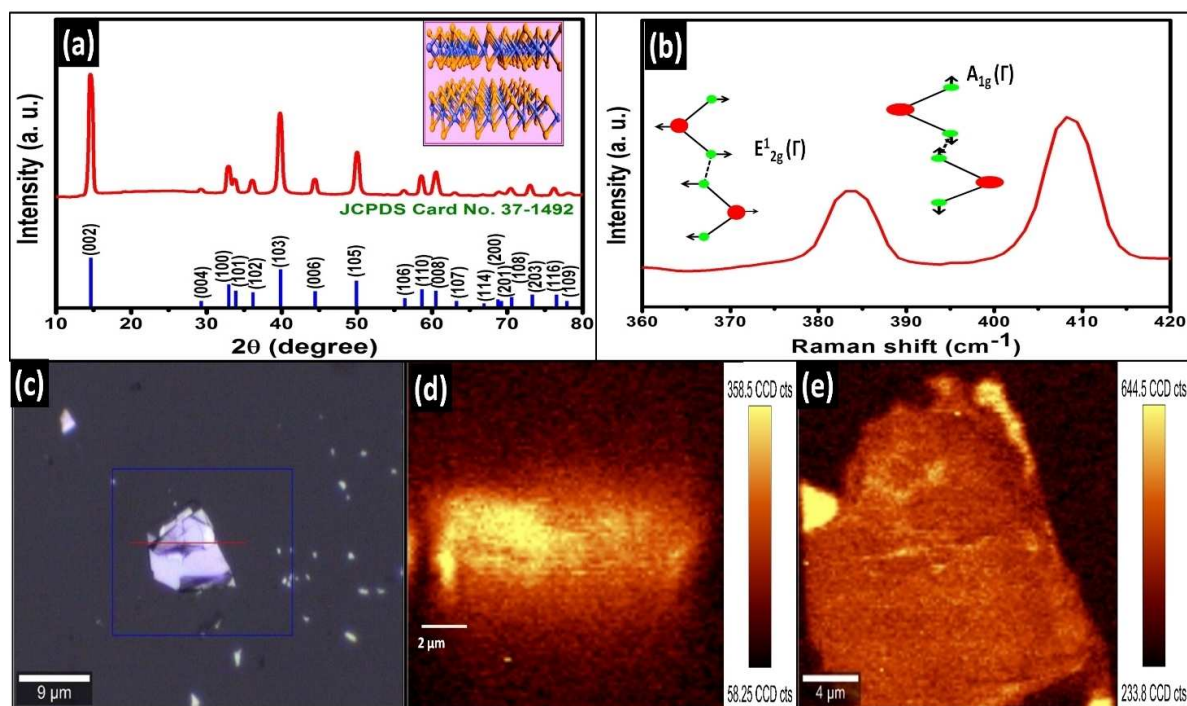 (a)
Intensity (a. u.)
JCPDS Card No. 37-1492
(002)
(004)
(100)
(101)
(102)
(103)
(006)
(105)
(106)
(110)
(008)
(107)
(114)
(200)
(201)
(108)
(203)
(116)
(109)
10 20 30 40 50 60 70 80
2θ (degree)
(b)
Intensity (a. u.)
E¹₂g (Γ)
A₁g (Γ)
360 370 380 390 400 410 420
Raman shift (cm⁻¹)
(c)
9 µm
(d)
2 µm
358.5 CCD cts
58.25 CCD cts
(e)
4 µm
644.5 CCD cts
233.8 CCD cts